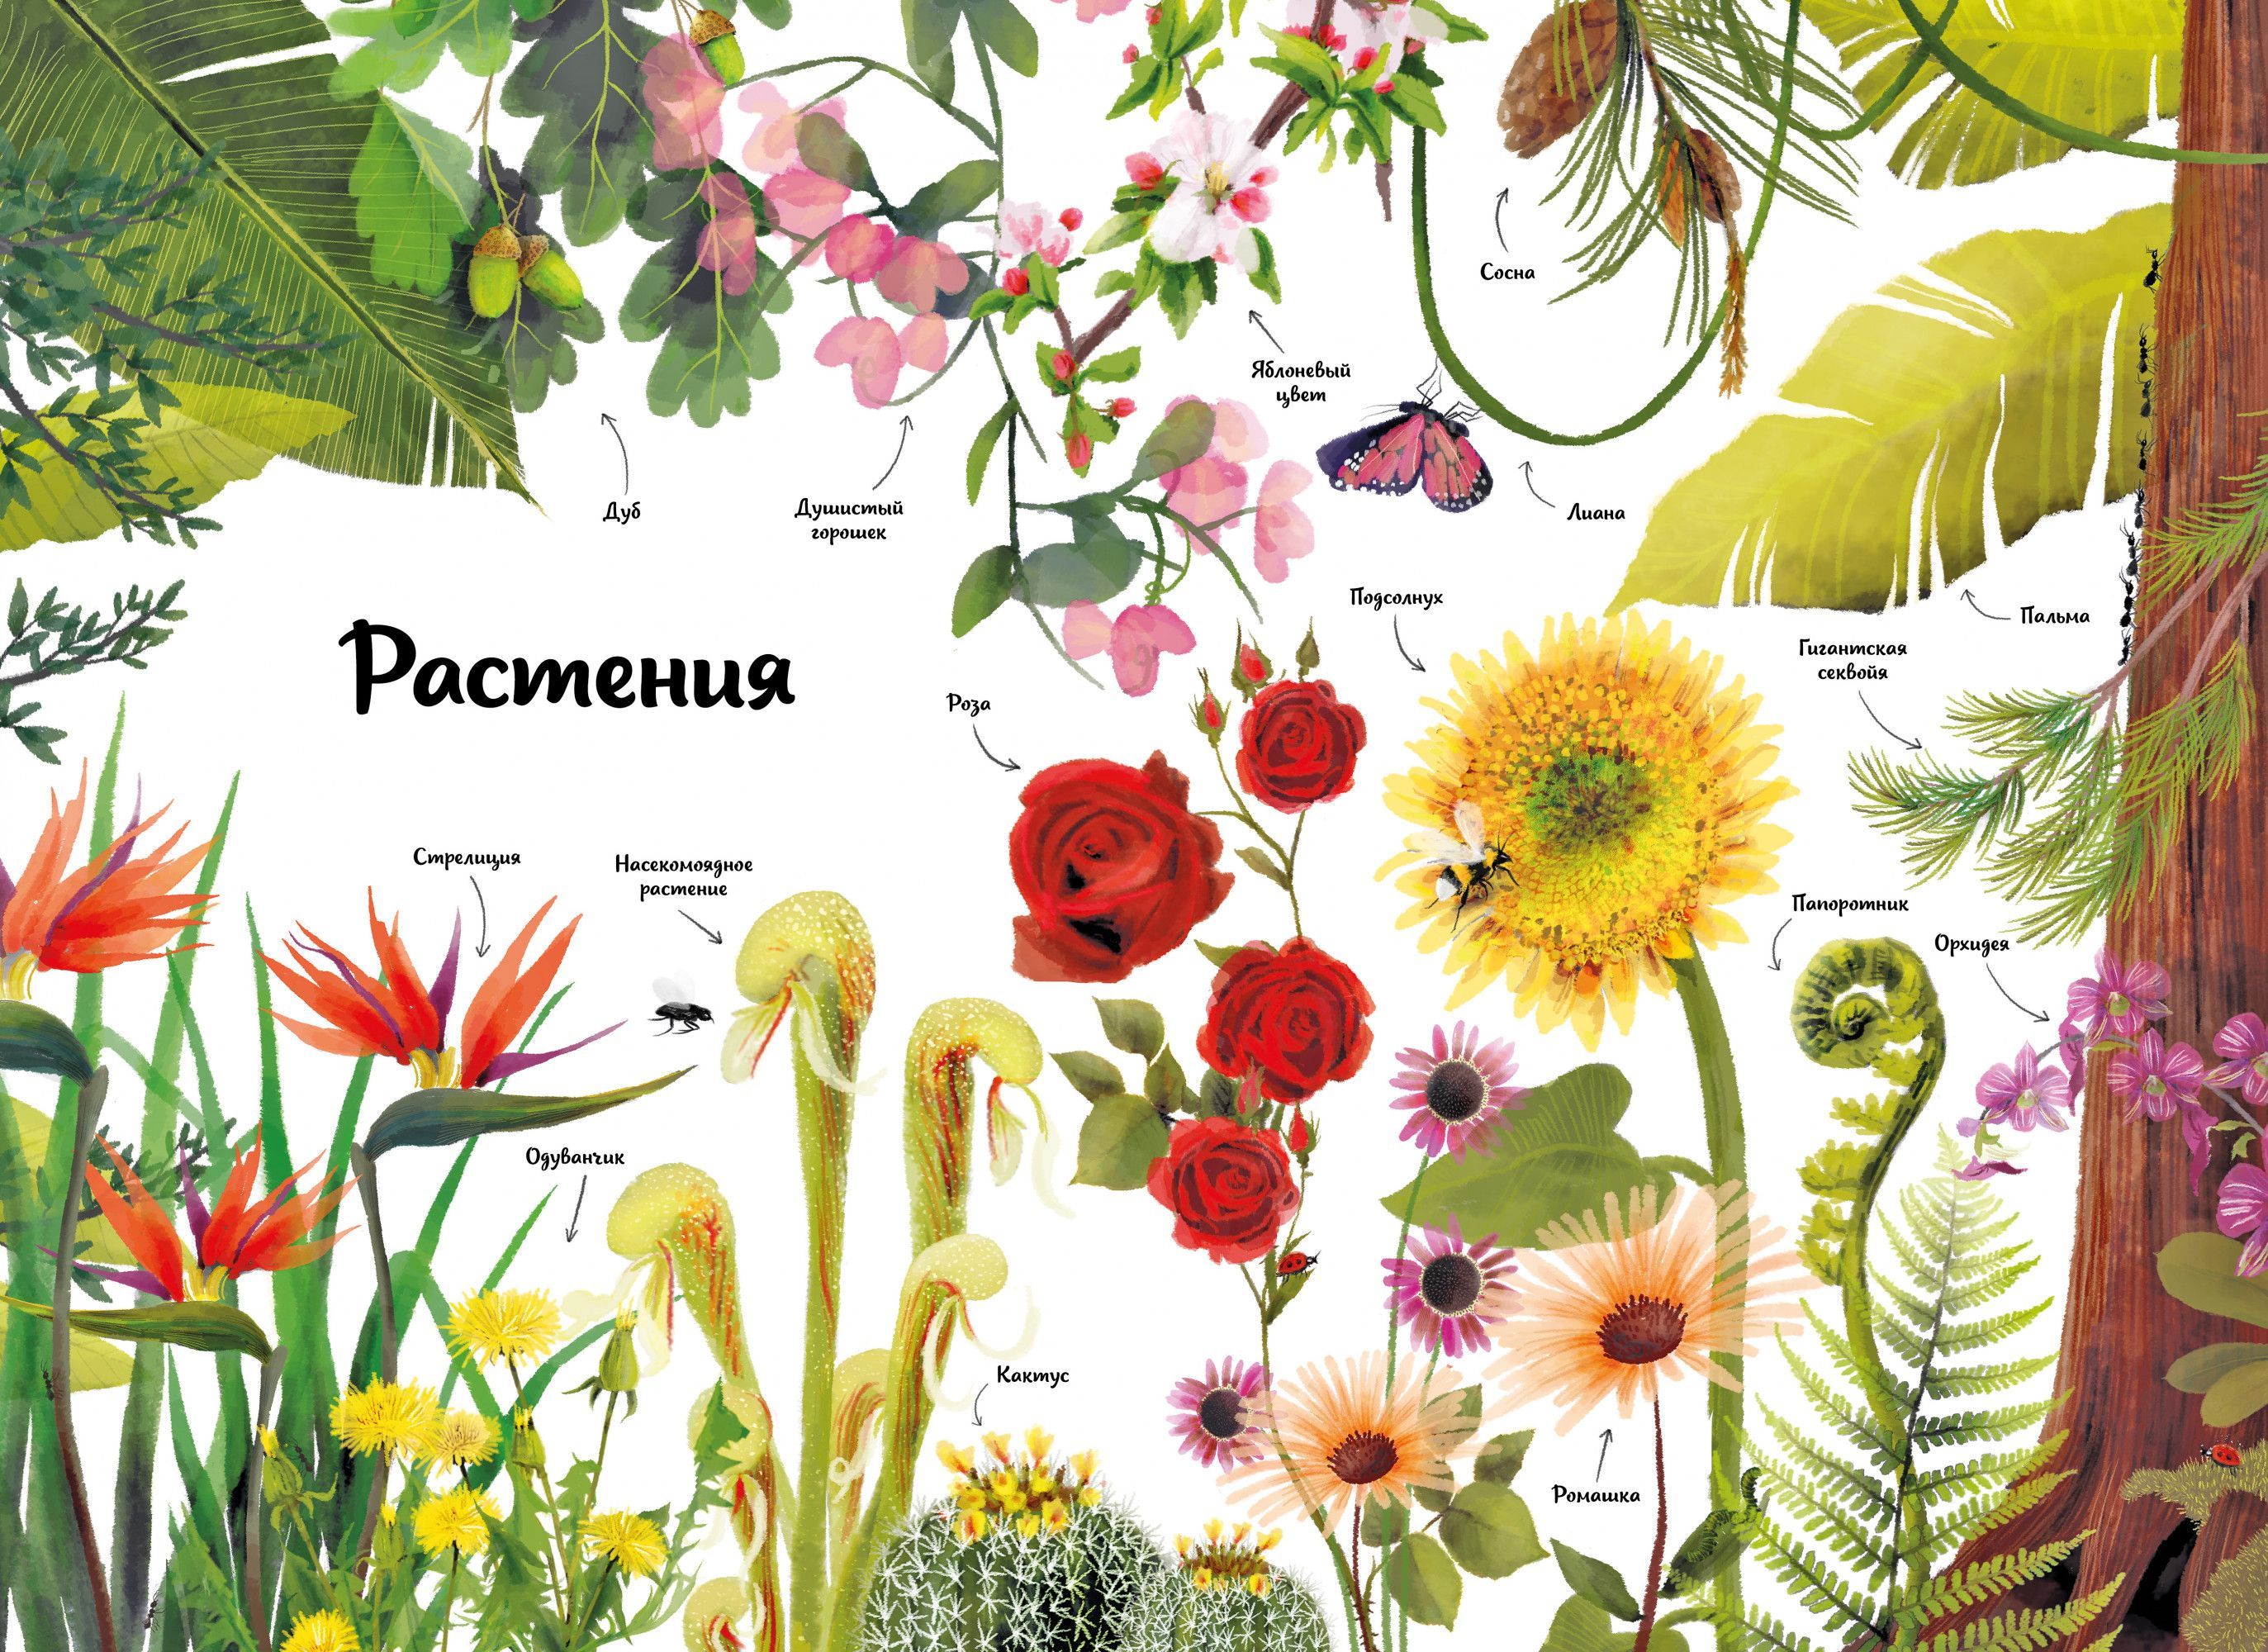 Сосна
Яблоневый
цвет
Дуб
Душистый
горошек
Лиана
Подсолнух
Пальма
Гигантская
секвойя
Растения
Роза
Стрелиция
Насекомоядное
растение
Папоротник
Орхидея
Одуванчик
Кактус
Ромашка